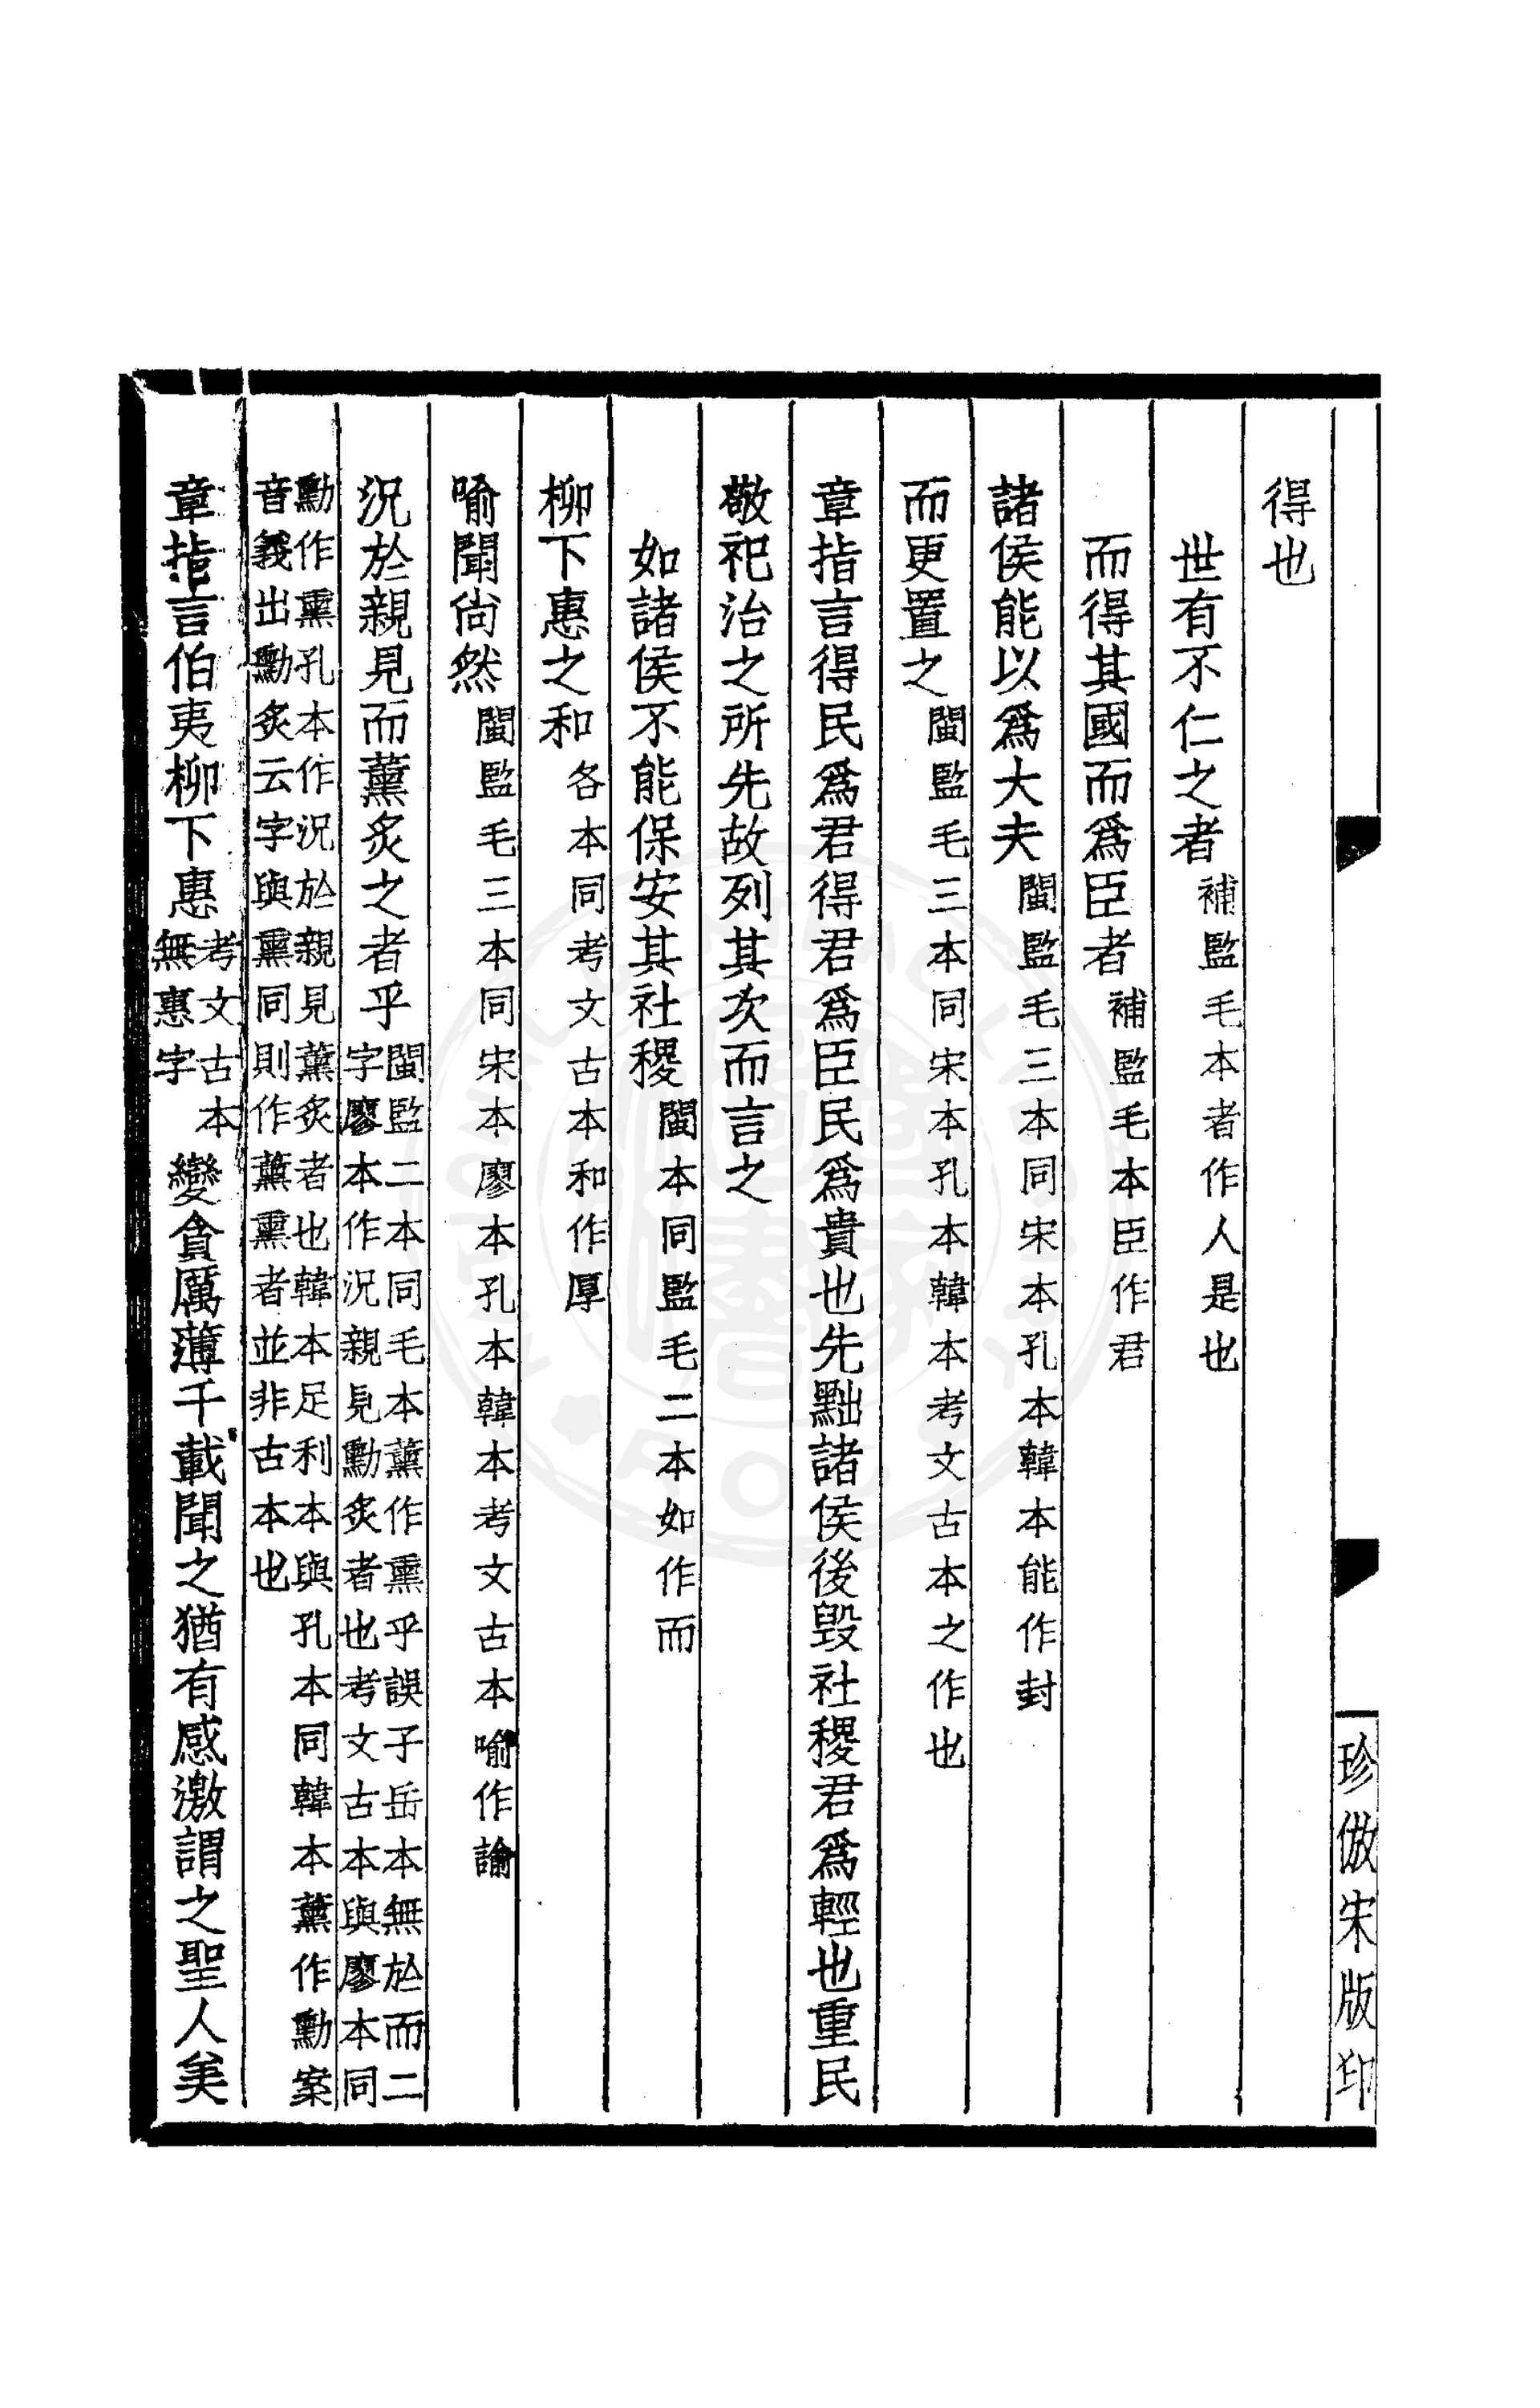 得也
世有不仁之者補監毛本者作人是也
而得其國而爲臣者補監毛本臣作君
諸侯能以爲大夫閩監毛三本同宋本孔本韓本能作封
而更置之閩監毛三本同宋本孔本韓本考文古本之作也
章指言得民爲君得君爲臣民爲貴也先黜諸侯後毀社稷君爲輕也重民
敬祀治之所先故列其次而言之
如諸侯不能保安其社稷閩本同監毛二本如作而
柳下惠之和各本同考文古本和作厚
喻聞尙然閩監毛三本同宋本廖本孔本韓本考文古本喻作諭
況於親見而薰炙之者乎閩監二本同毛本薰作熏乎誤子岳本無於而二
字廖本作況親見勳炙者也考文古本與廖本同
勳作熏孔本作況於親見薰炙者也韓本足利本與孔本同韓本薰作勳案
音義出勳炙云字與熏同則作薰熏者並非古本也
章指言伯夷柳下惠考文古本
無惠字
變貪厲薄千載聞之猶有感激謂之聖人美
珍倣宋版印